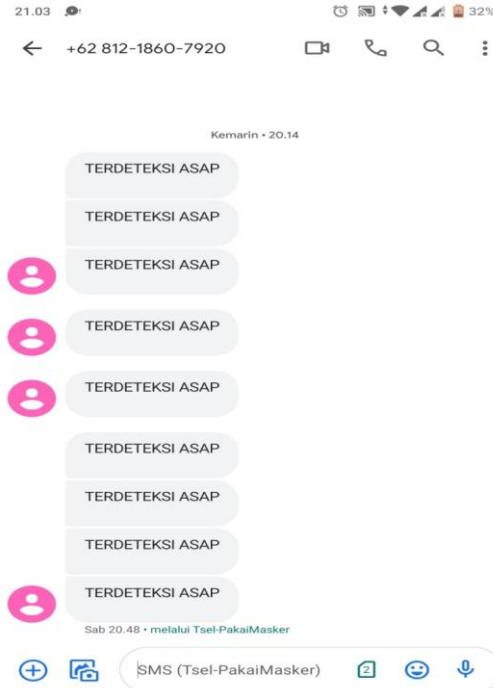 21.03
32%
+62 812-1860-7920
Kemarin • 20.14
TERDETEKSI ASAP
TERDETEKSI ASAP
TERDETEKSI ASAP
TERDETEKSI ASAP
TERDETEKSI ASAP
TERDETEKSI ASAP
TERDETEKSI ASAP
TERDETEKSI ASAP
TERDETEKSI ASAP
Sab 20.48 • melalui Tsel-PakaiMasker
SMS (Tsel-PakaiMasker)
2